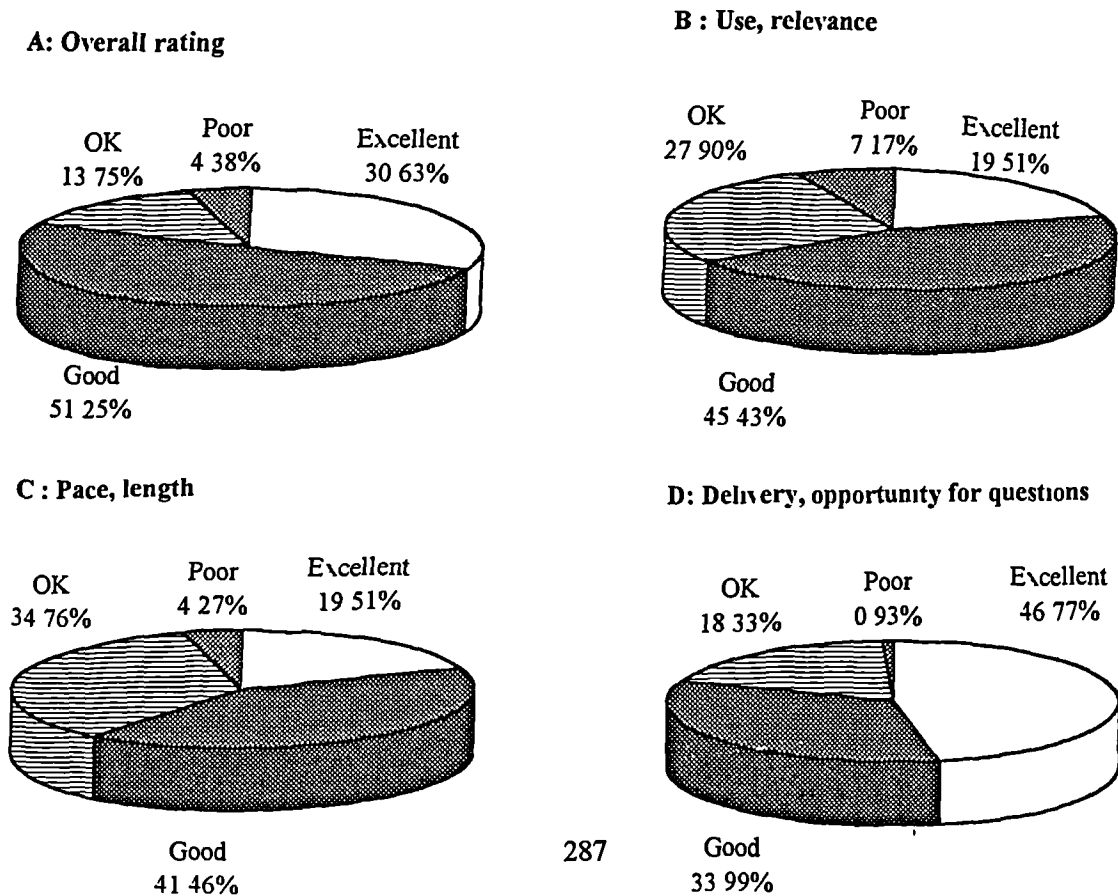 A: Overall rating
OK
13 75%
Poor
4 38%
Excellent
30 63%
Good
51 25%
B : Use, relevance
OK
27 90%
Poor
7 17%
Excellent
19 51%
Good
45 43%
C : Pace, length
OK
34 76%
Poor
4 27%
Excellent
19 51%
Good
41 46%
D: Delivery, opportunity for questions
OK
18 33%
Poor
0 93%
Excellent
46 77%
Good
33 99%
287